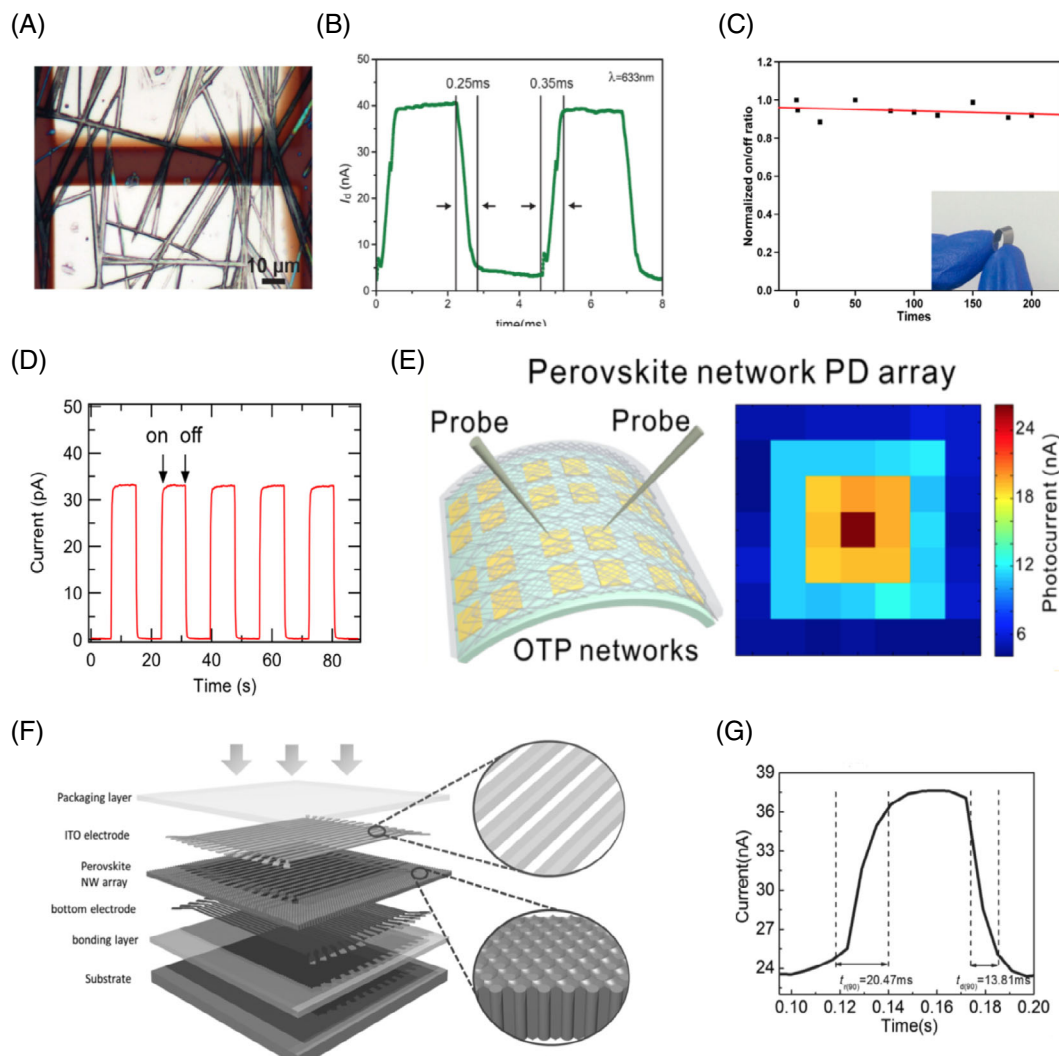 (A)
10 µm
(B)
50
40
30
20
10
0
I_d (nA)
0.25ms
0.35ms
λ=633nm
0
2
4
6
8
time(ms)
(C)
1.2
1.0
0.8
0.6
0.4
0.2
0.0
Normalized on/off ratio
0
50
100
150
200
Times
(D)
50
40
30
20
10
0
Current (pA)
on
off
0
20
40
60
80
Time (s)
(E)
Perovskite network PD array
Probe
Probe
OTP networks
24
18
12
6
Photocurrent (nA)
(F)
Packaging layer
ITO electrode
Perovskite
NW array
bottom electrode
bonding layer
Substrate
(G)
39
36
33
30
27
24
Current(nA)
t_r(90)=20.47ms
t_d(90)=13.81ms
0.10
0.12
0.14
0.16
0.18
0.20
Time(s)